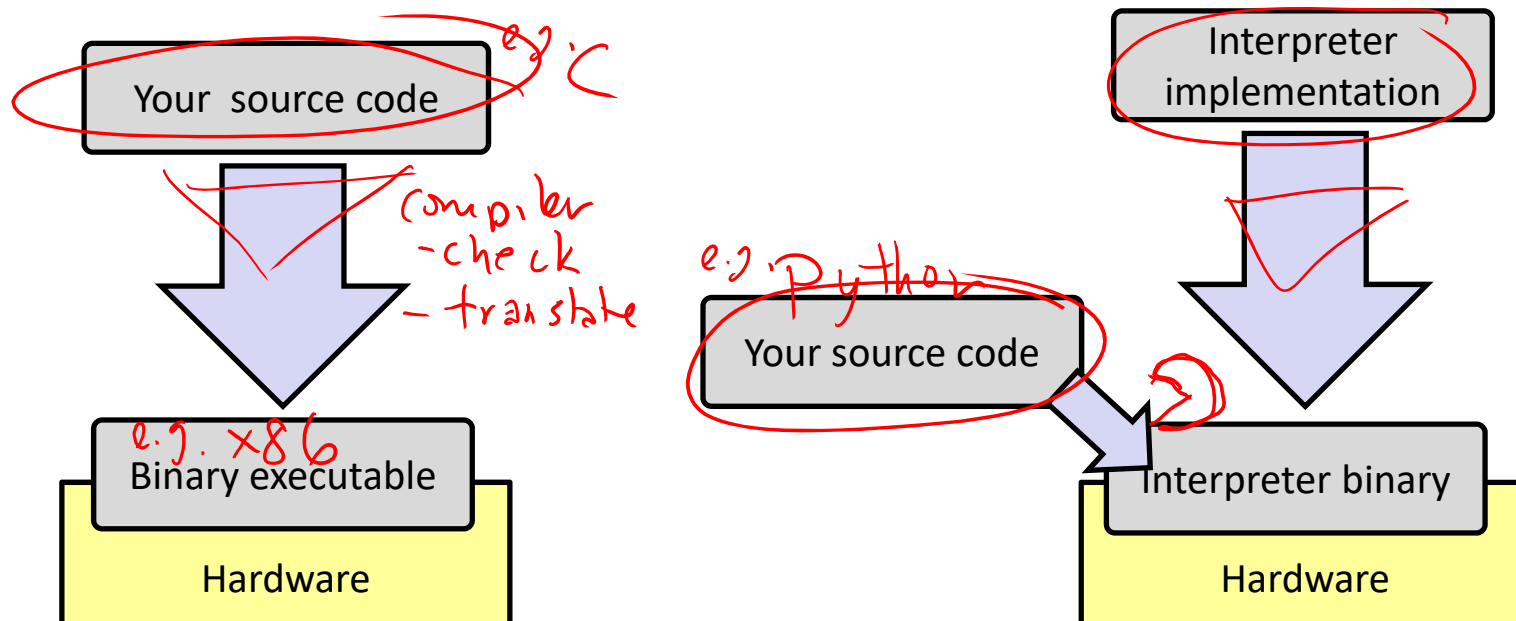 e.g. C
Your source code
compiler
-check
- translate
e.g. x86
Binary executable
Hardware
Interpreter
implementation
e.g. Python
Your source code
Interpreter binary
Hardware